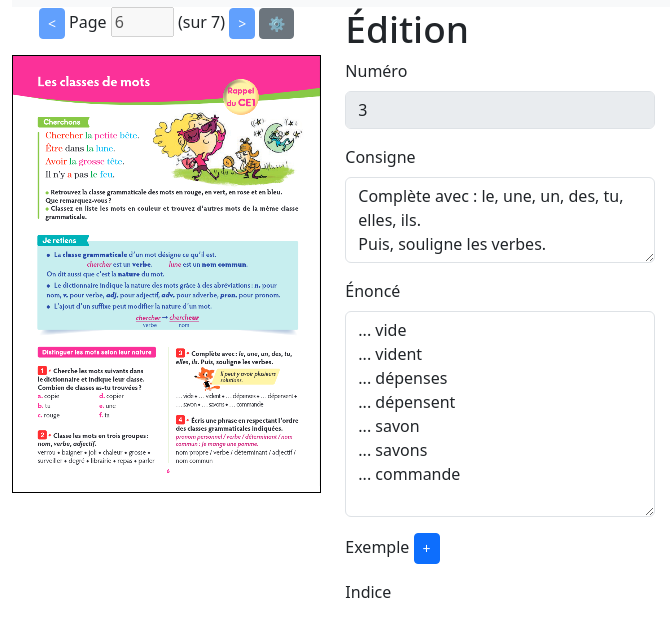 < Page 6 (sur 7) > ⚙
Les classes de mots
Rappel
du CE1
Cherchons
Chercher la petite bête.
Être dans la lune.
Avoir la grosse tête.
Il n'y a pas le feu.
● Retrouvez la classe grammaticale des mots en rouge, en vert, en rose et en bleu.
Que remarquez-vous ?
● Classez en liste les mots en couleur et trouvez d'autres mots de la même classe
grammaticale.
Je retiens
● La classe grammaticale d'un mot désigne ce qu'il est.
chercher est un verbe. lune est un nom commun.
On dit aussi que c'est la nature du mot.
● Le dictionnaire indique la nature des mots grâce à des abréviations : n. pour
nom, v. pour verbe, adj. pour adjectif, adv. pour adverbe, pron. pour pronom.
● L'ajout d'un suffixe peut modifier la nature d'un mot.
chercher → chercheur
verbe nom
Distinguer les mots selon leur nature
1 * Cherche les mots suivants dans
le dictionnaire et indique leur classe.
Combien de classes as-tu trouvées ?
a. copie d. copier
b. tu e. une
c. rouge f. ta
2 * Classe les mots en trois groupes :
nom, verbe, adjectif.
verrou ● baigner ● joli ● chaleur ● grosse ●
surveiller ● degré ● librairie ● repas ● parler
3 * Complète avec : le, une, un, des, tu,
elles, ils. Puis, souligne les verbes.
Il peut y avoir plusieurs
solutions.
... vide ● ... vident ● ... dépenses ● ... dépensent ●
... savon ● ... savons ● ... commande
4 * Écris une phrase en respectant l'ordre
des classes grammaticales indiquées.
pronom personnel / verbe / déterminant / nom
commun : Je mange une pomme.
nom propre / verbe / déterminant / adjectif /
nom commun
6
Édition
Numéro
3
Consigne
Complète avec : le, une, un, des, tu,
elles, ils.
Puis, souligne les verbes.
Énoncé
... vide
... vident
... dépenses
... dépensent
... savon
... savons
... commande
Exemple +
Indice